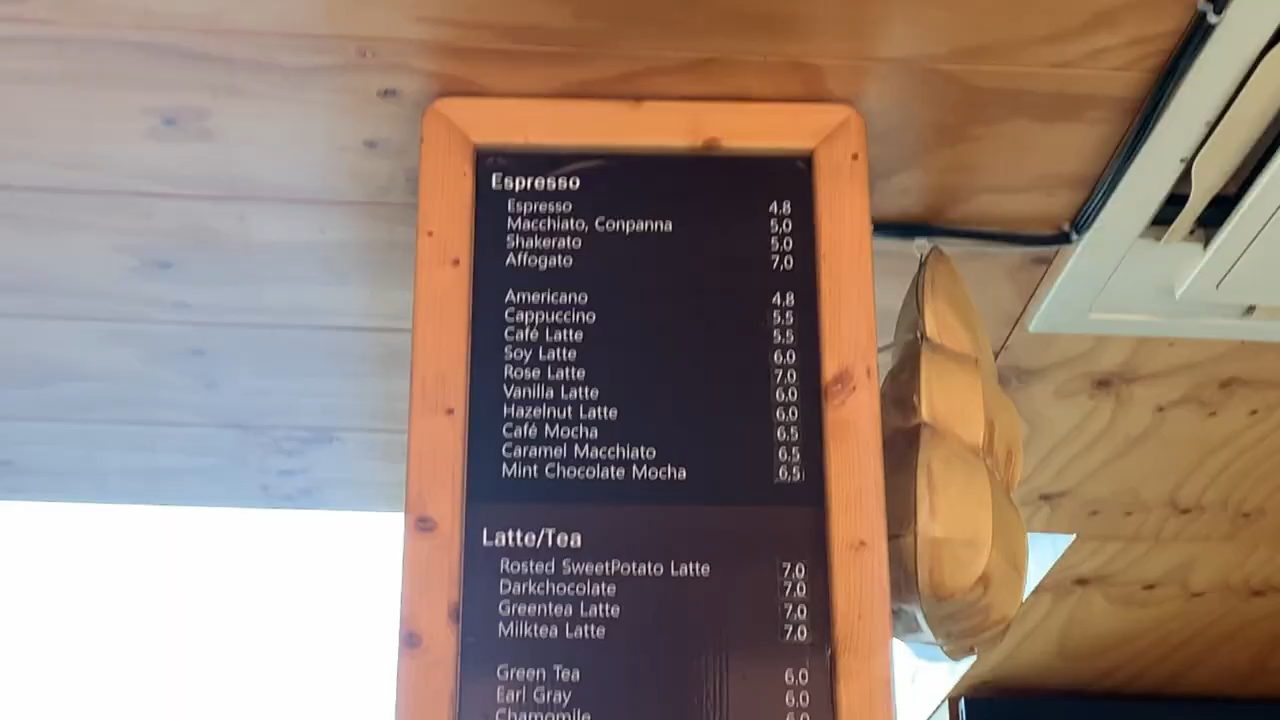 Espresso
Espresso 4,8
Macchiato, Conpanna 5,0
Shakerato 5,0
Affogato 7,0
Americano 4,8
Cappuccino 5,5
Café Latte 5,5
Soy Latte 6,0
Rose Latte 7,0
Vanilla Latte 6,0
Hazelnut Latte 6,0
Café Mocha 6,5
Caramel Macchiato 6,5
Mint Chocolate Mocha 6,5
Latte/Tea
Rosted SweetPotato Latte 7,0
Darkchocolate 7,0
Greentea Latte 7,0
Milktea Latte 7,0
Green Tea 6,0
Earl Gray 6,0
Chamomile 6,0